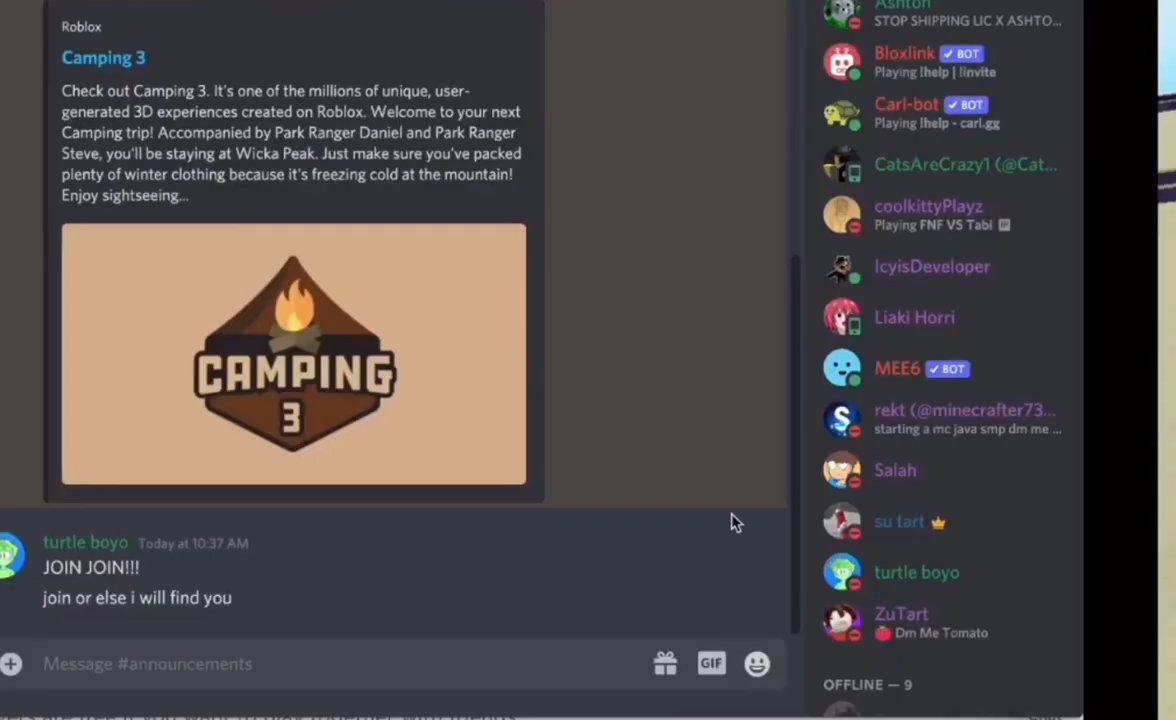 Roblox
Camping 3
Check out Camping 3. It's one of the millions of unique, user-
generated 3D experiences created on Roblox. Welcome to your next
Camping trip! Accompanied by Park Ranger Daniel and Park Ranger
Steve, you'll be staying at Wicka Peak. Just make sure you've packed
plenty of winter clothing because it's freezing cold at the mountain!
Enjoy sightseeing...
CAMPING
3
turtle boyo Today at 10:37 AM
JOIN JOIN!!!
join or else i will find you
Message #announcements
GIF
Ashton
STOP SHIPPING LIC X ASHTO...
Bloxlink ✓ BOT
Playing !help | !invite
Carl-bot ✓ BOT
Playing !help - carl.gg
CatsAreCrazy1 (@Cat...
coolkittyPlayz
Playing FNF VS Tabi
IcyisDeveloper
Liaki Horri
MEE6 ✓ BOT
rekt (@minecrafter73...
starting a mc java smp dm me ...
Salah
su tart
turtle boyo
ZuTart
🍅 Dm Me Tomato
OFFLINE — 9